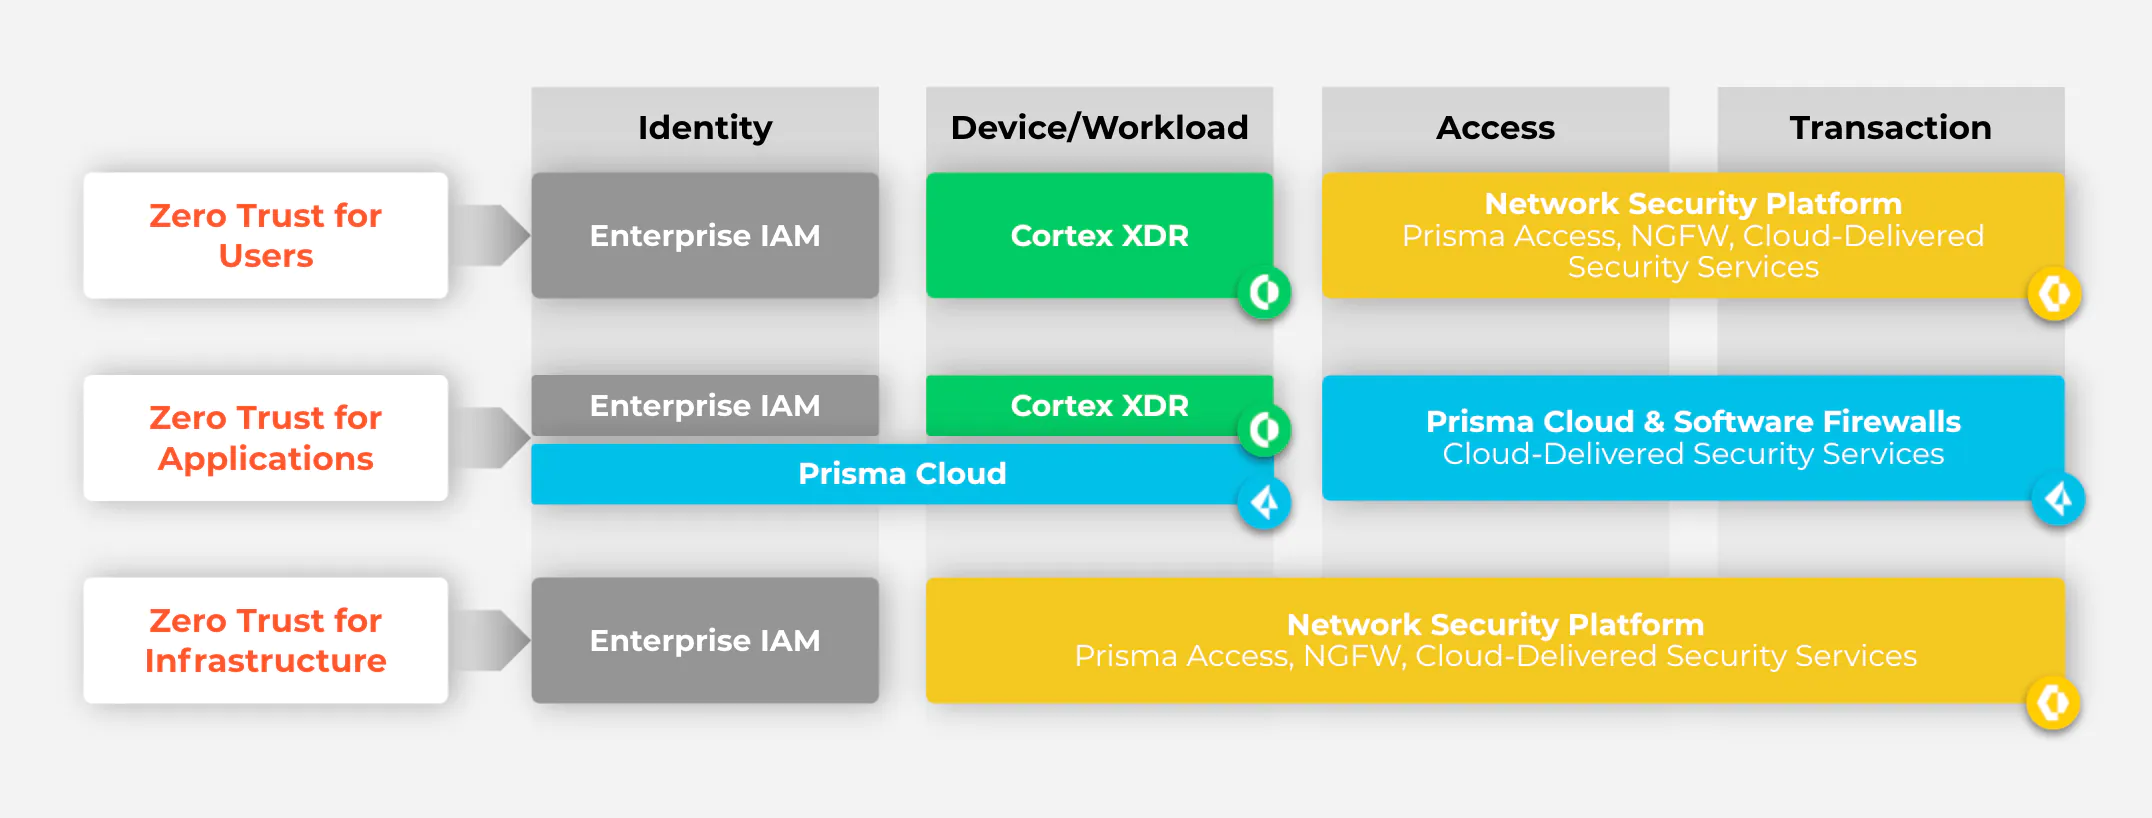 Identity
Device/Workload
Access
Transaction
Zero Trust for
Users
Enterprise IAM
Cortex XDR
Network Security Platform
Prisma Access, NGFW, Cloud-Delivered
Security Services
Zero Trust for
Applications
Enterprise IAM
Cortex XDR
Prisma Cloud
Prisma Cloud & Software Firewalls
Cloud-Delivered Security Services
Zero Trust for
Infrastructure
Enterprise IAM
Network Security Platform
Prisma Access, NGFW, Cloud-Delivered Security Services